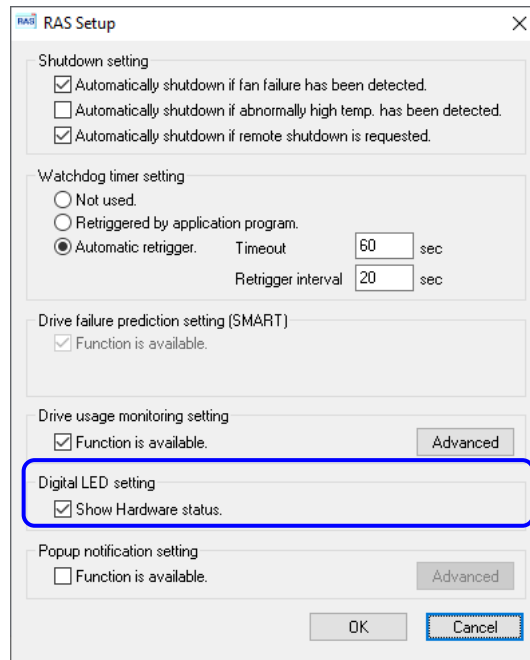 RAS RAS Setup
Shutdown setting
Automatically shutdown if fan failure has been detected.
Automatically shutdown if abnormally high temp. has been detected.
Automatically shutdown if remote shutdown is requested.
Watchdog timer setting
Not used.
Retriggered by application program.
Automatic retrigger. Timeout 60 sec
Retrigger interval 20 sec
Drive failure prediction setting (SMART)
Function is available.
Drive usage monitoring setting
Function is available. Advanced
Digital LED setting
Show Hardware status.
Popup notification setting
Function is available. Advanced
OK Cancel